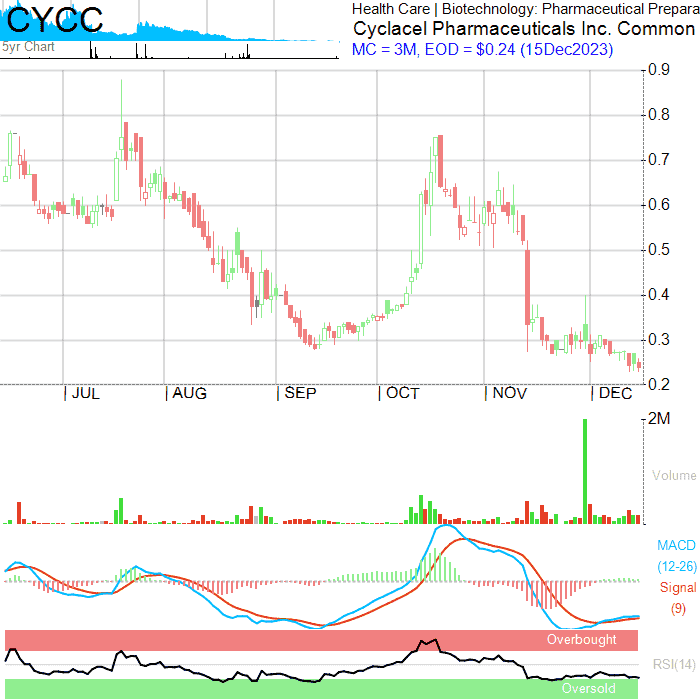 CYCC
5yr Chart
Health Care | Biotechnology: Pharmaceutical Prepara
Cyclacel Pharmaceuticals Inc. Common
MC = 3M, EOD = $0.24 (15Dec2023)
0.9
0.8
0.7
0.6
0.5
0.4
0.3
0.2
JUL AUG SEP OCT NOV DEC
2M
Volume
MACD
(12-26)
Signal
(9)
Overbought
RSI(14)
Oversold